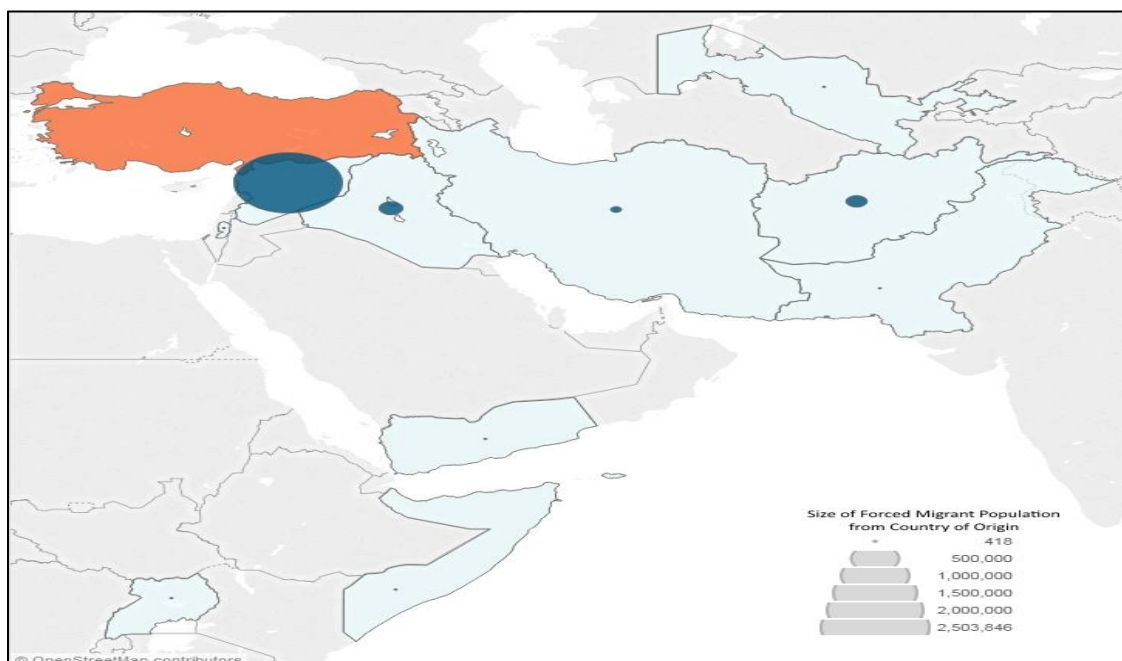 Size of Forced Migrant Population
from Country of Origin
418
500,000
1,000,000
1,500,000
2,000,000
2,503,846
© OpenStreetMap contributors